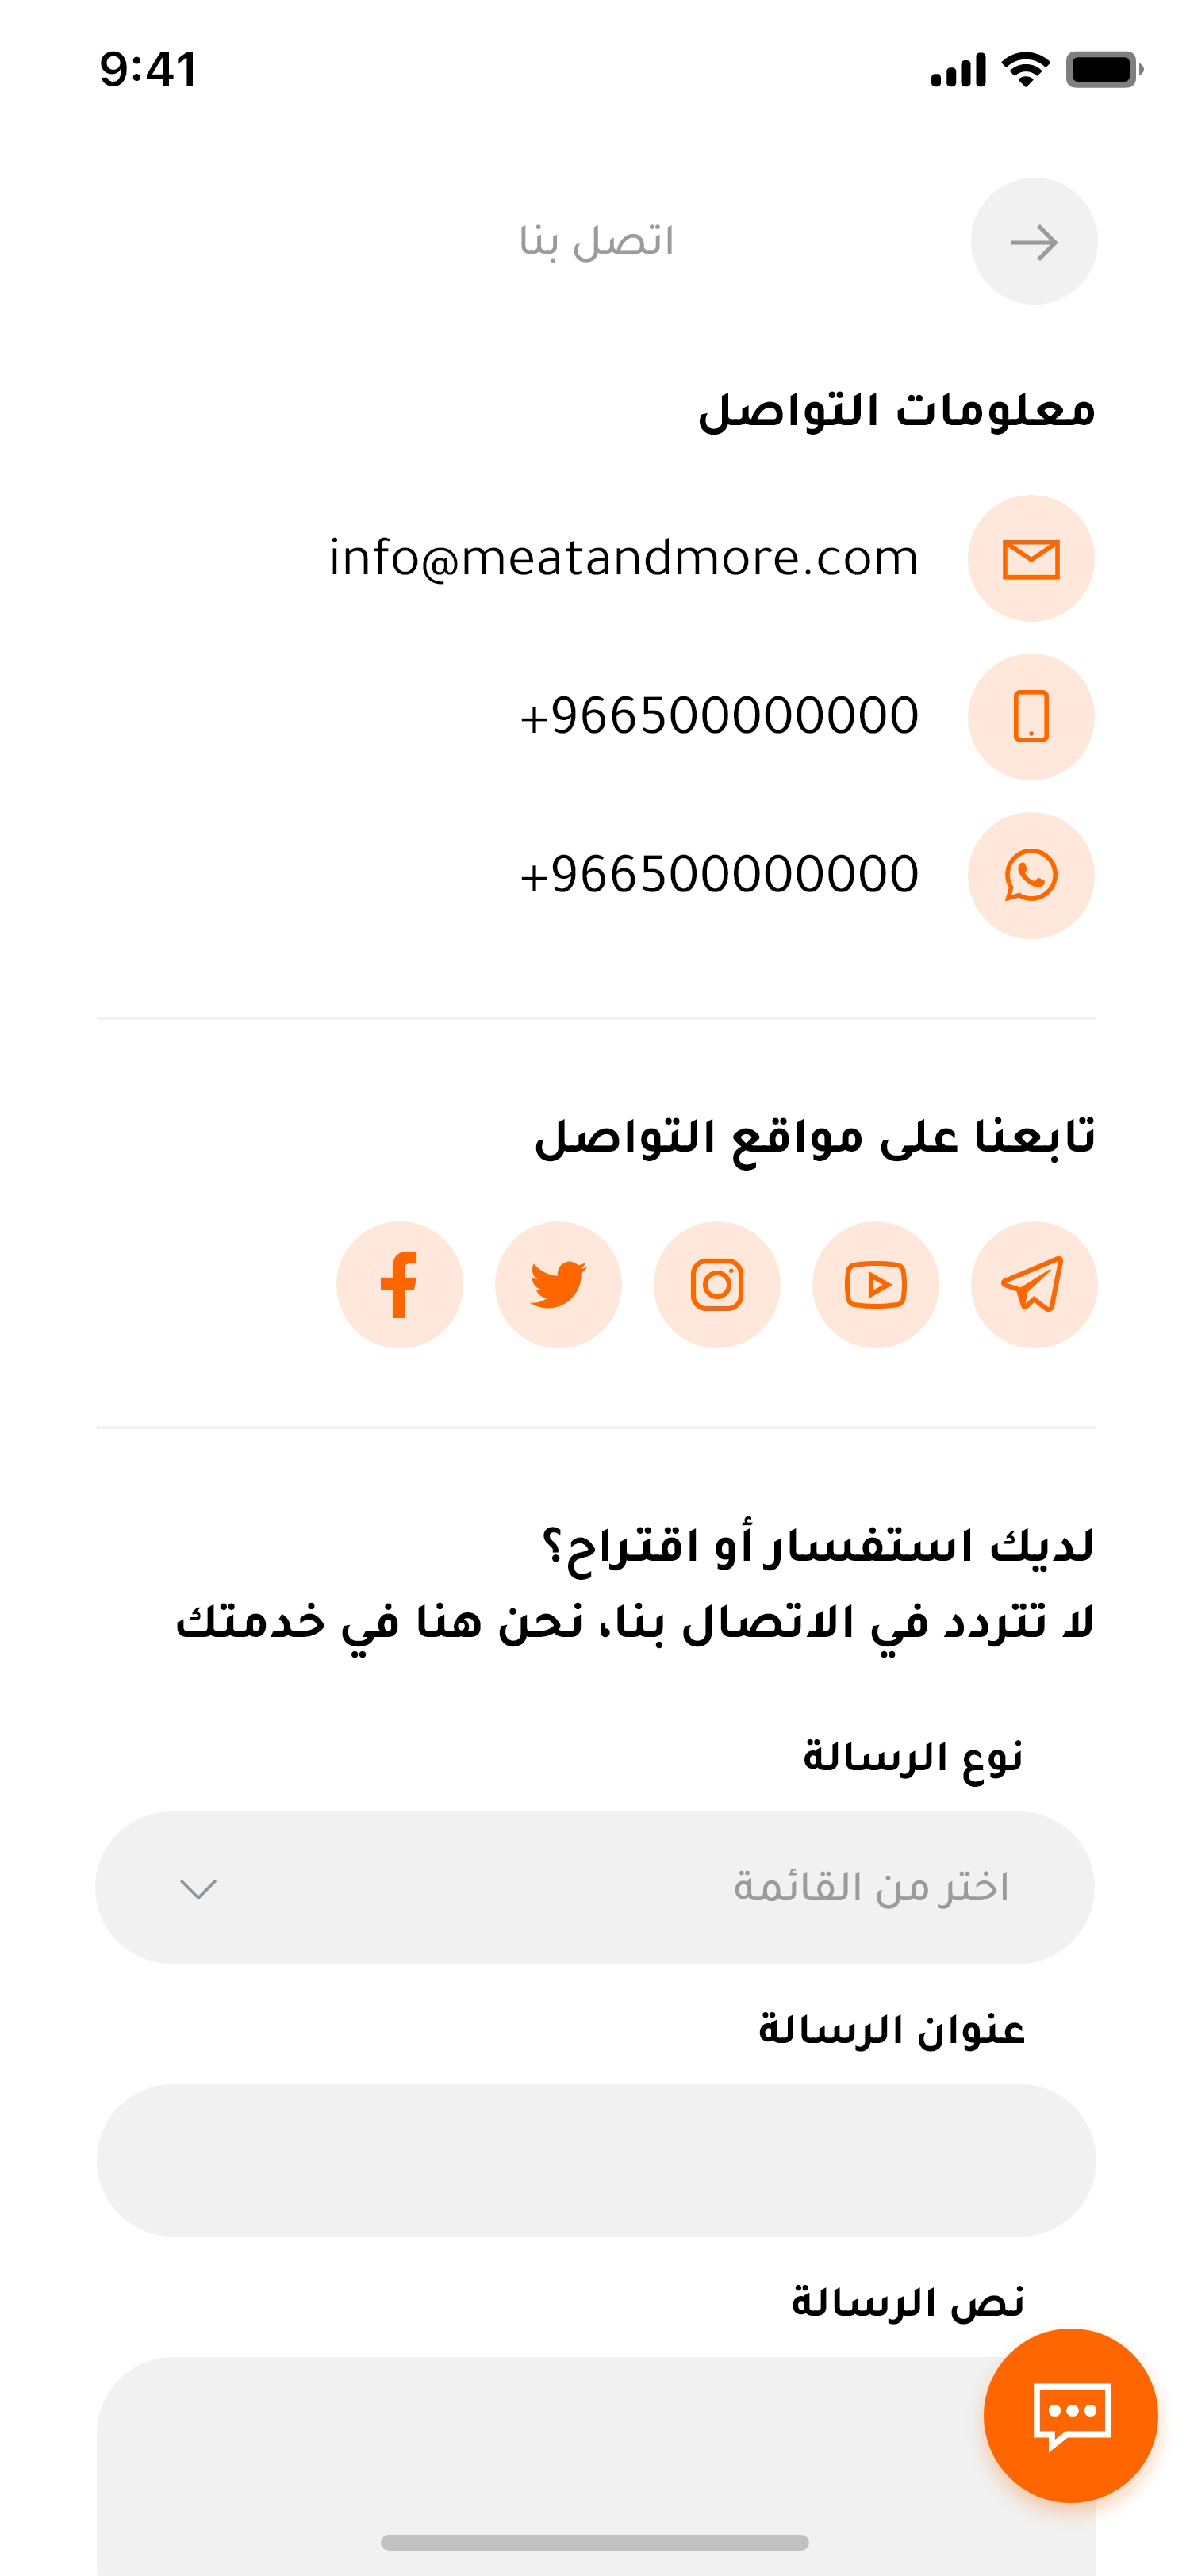 9:41
اتصل بنا
معلومات التواصل
info@meatandmore.com
+966500000000
+966500000000
تابعنا على مواقع التواصل
لديك استفسار أو اقتراح؟
لا تتردد في الاتصال بنا، نحن هنا في خدمتك
نوع الرسالة
اختر من القائمة
عنوان الرسالة
نص الرسالة